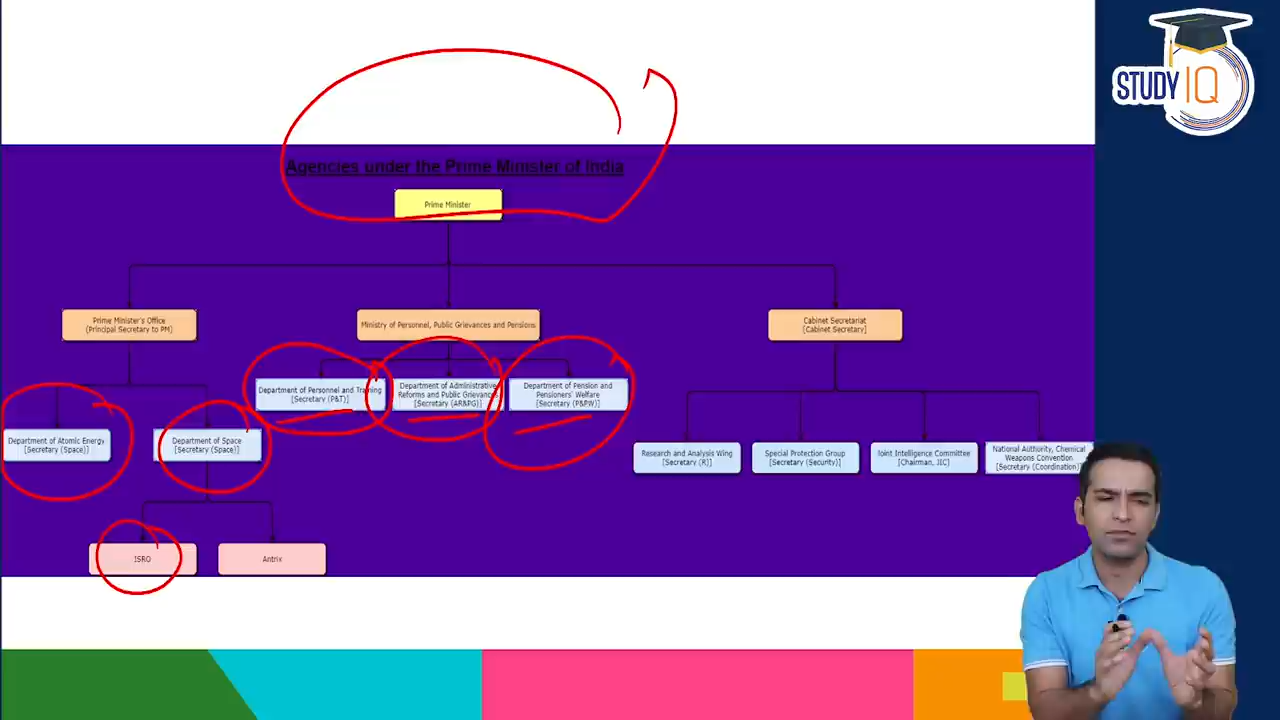 STUDY IQ
Agencies under the Prime Minister of India
Prime Minister
Prime Minister's Office
(Principal Secretary to PM)
Ministry of Personnel, Public Grievances and Pensions
Cabinet Secretariat
[Cabinet Secretary]
Department of Personnel and Training
[Secretary (P&T)]
Department of Administrative
Reforms and Public Grievances
[Secretary (AR&PG)]
Department of Pension and
Pensioners' Welfare
[Secretary (P&PW)]
Department of Atomic Energy
[Secretary (Space)]
Department of Space
[Secretary (Space)]
Research and Analysis Wing
[Secretary (R)]
Special Protection Group
[Secretary (Security)]
Joint Intelligence Committee
[Chairman, JIC]
National Authority, Chemical
Weapons Convention
[Secretary (Coordination)]
ISRO
Antrix